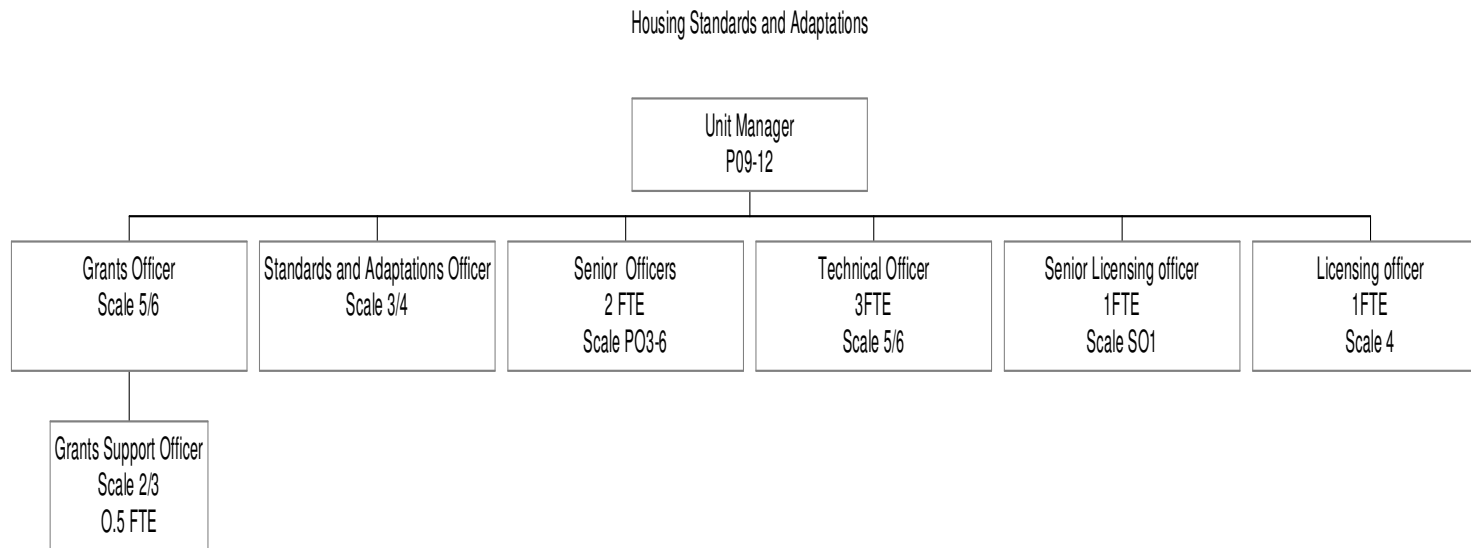 Housing Standards and Adaptations
Unit Manager
P09-12
Grants Officer
Scale 5/6
Standards and Adaptations Officer
Scale 3/4
Senior Officers
2 FTE
Scale PO3-6
Technical Officer
3FTE
Scale 5/6
Senior Licensing officer
1FTE
Scale SO1
Licensing officer
1FTE
Scale 4
Grants Support Officer
Scale 2/3
O.5 FTE